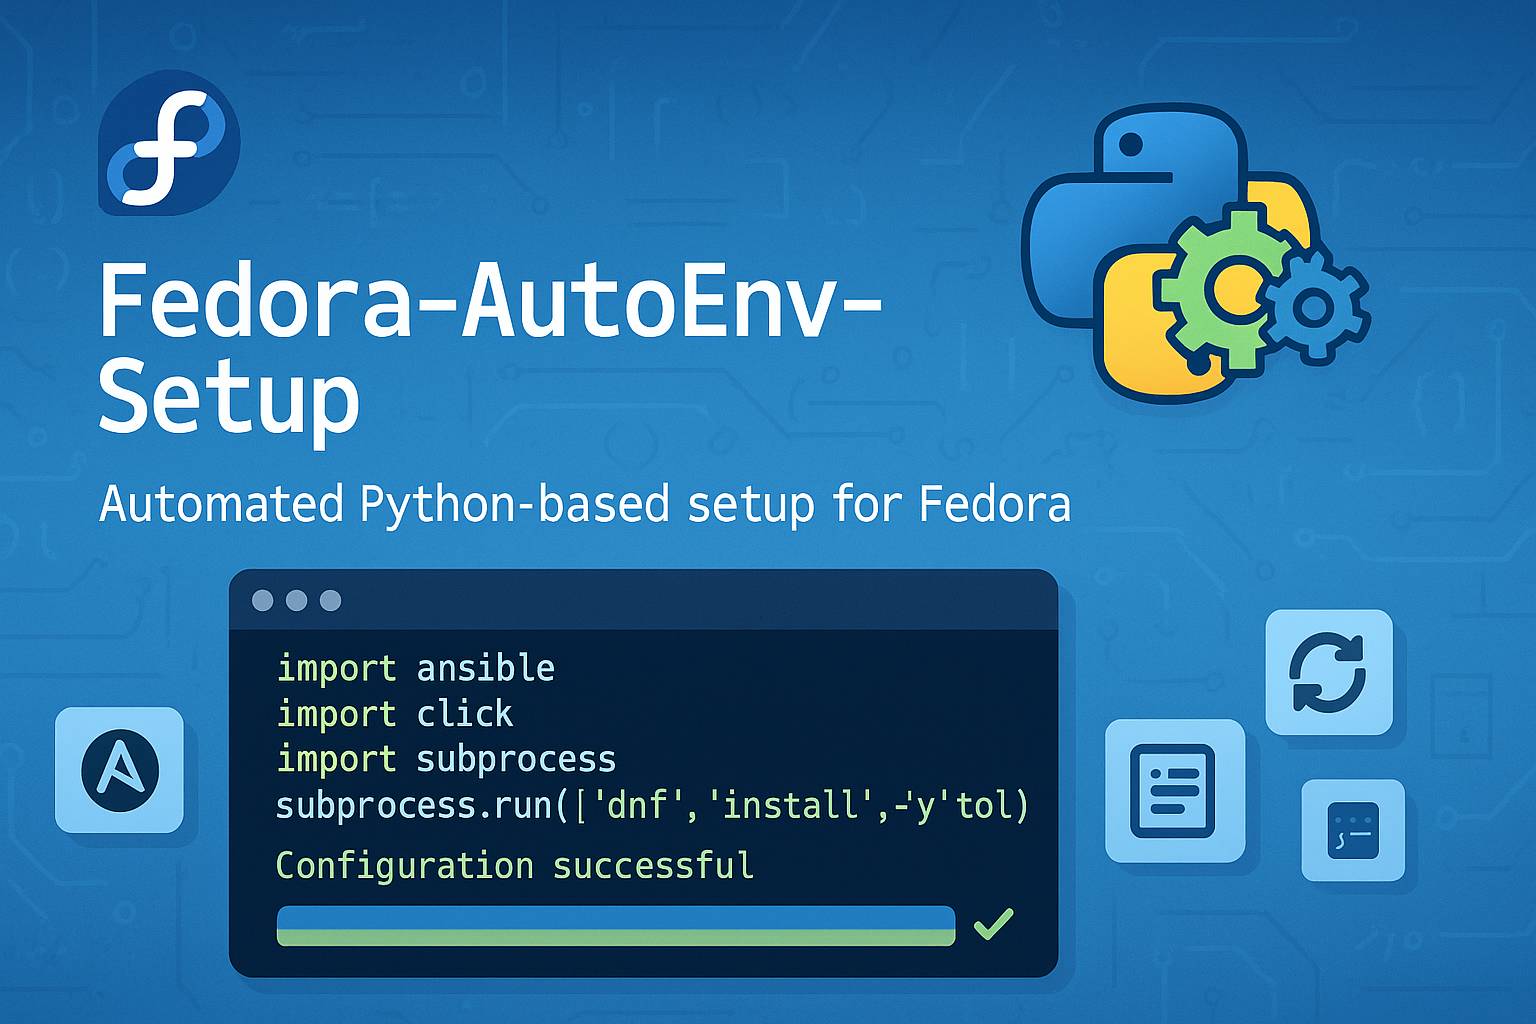 Fedora-AutoEnv-
Setup
Automated Python-based setup for Fedora
import ansible
import click
import subprocess
subprocess.run(['dnf','install',-'y'tol)
Configuration successful